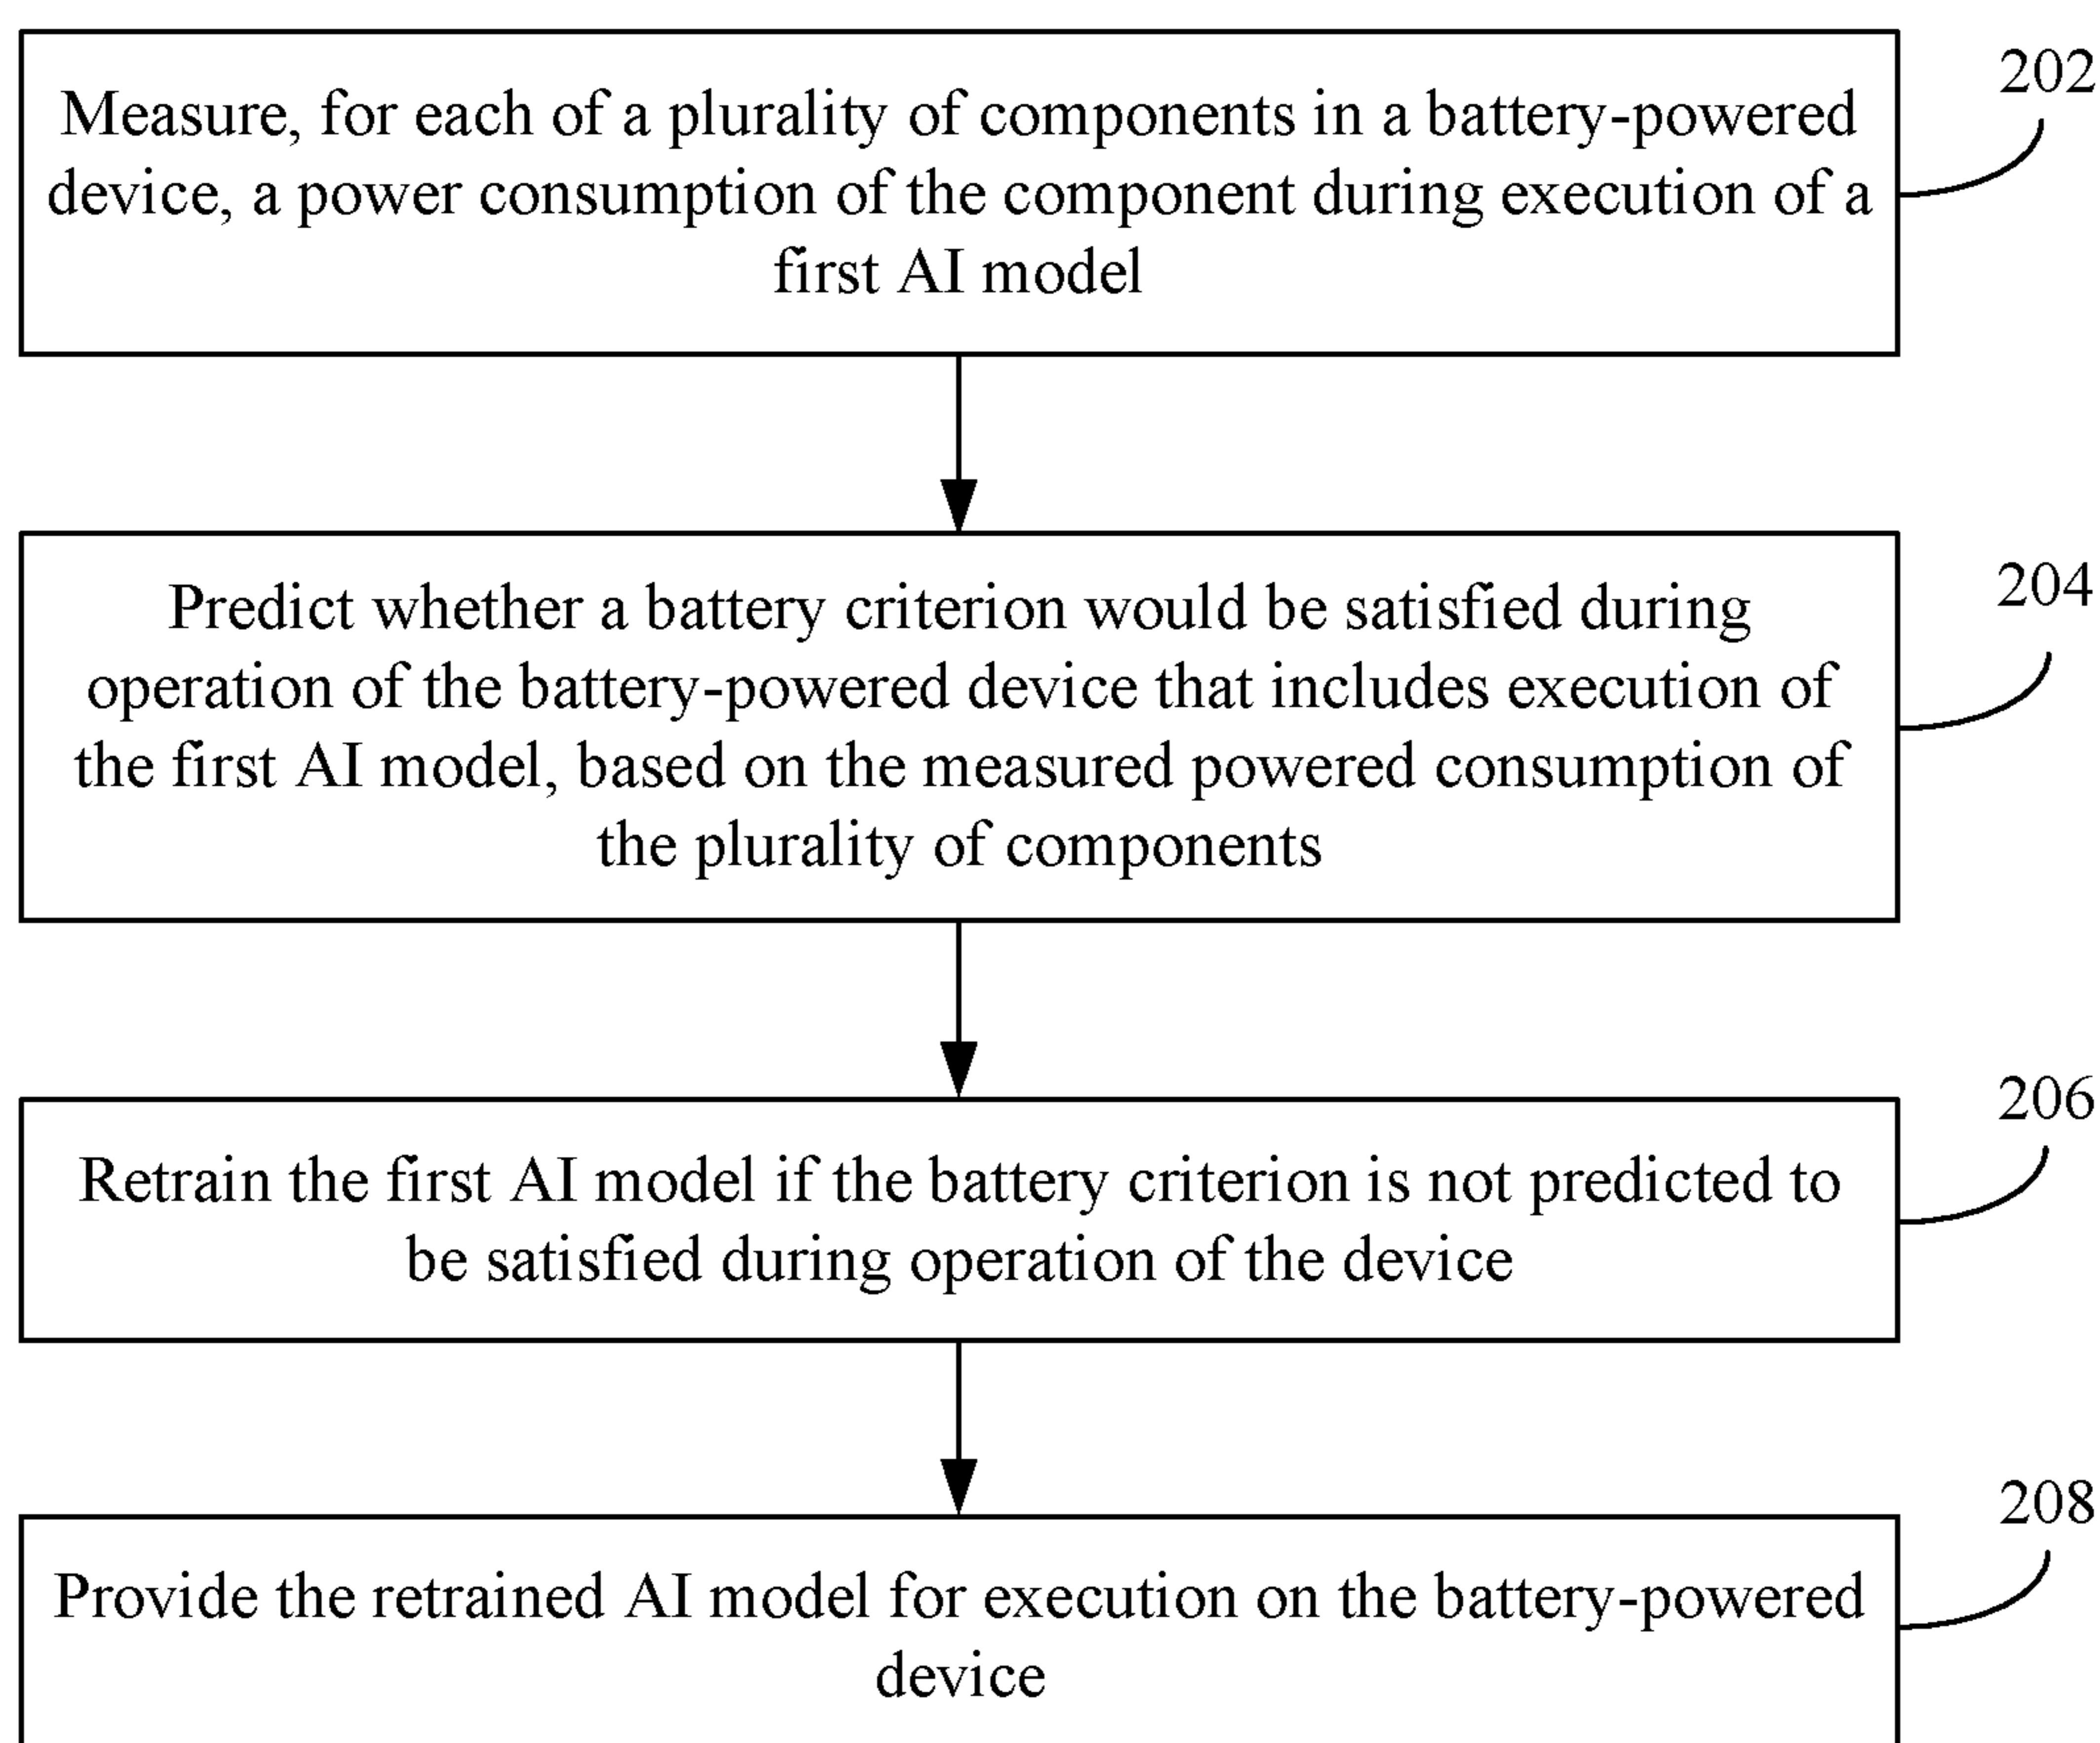 202
Measure, for each of a plurality of components in a battery-powered
device, a power consumption of the component during execution of a
first AI model
204
Predict whether a battery criterion would be satisfied during
operation of the battery-powered device that includes execution of
the first AI model, based on the measured powered consumption of
the plurality of components
206
Retrain the first AI model if the battery criterion is not predicted to
be satisfied during operation of the device
208
Provide the retrained AI model for execution on the battery-powered
device